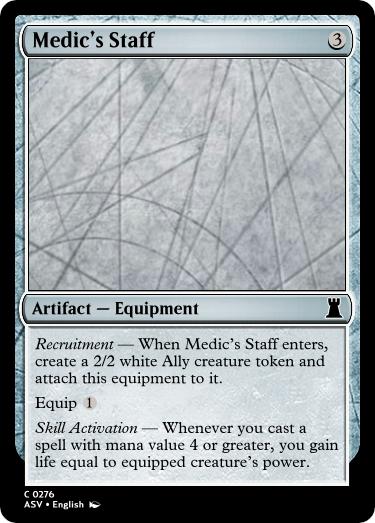 Medic's Staff 3
Artifact — Equipment
Recruitment — When Medic's Staff enters,
create a 2/2 white Ally creature token and
attach this equipment to it.
Equip 1
Skill Activation — Whenever you cast a
spell with mana value 4 or greater, you gain
life equal to equipped creature's power.
C 0276
ASV • English